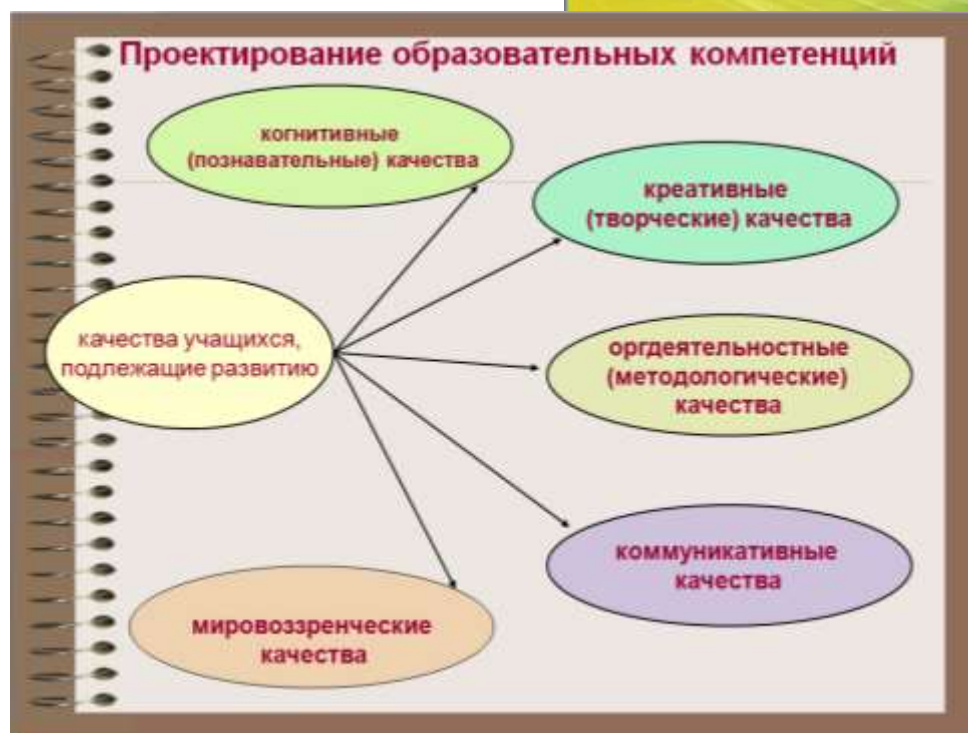 Проектирование образовательных компетенций
когнитивные
(познавательные) качества
креативные
(творческие) качества
качества учащихся,
подлежащие развитию
оргдеятельностные
(методологические)
качества
коммуникативные
качества
мировоззренческие
качества